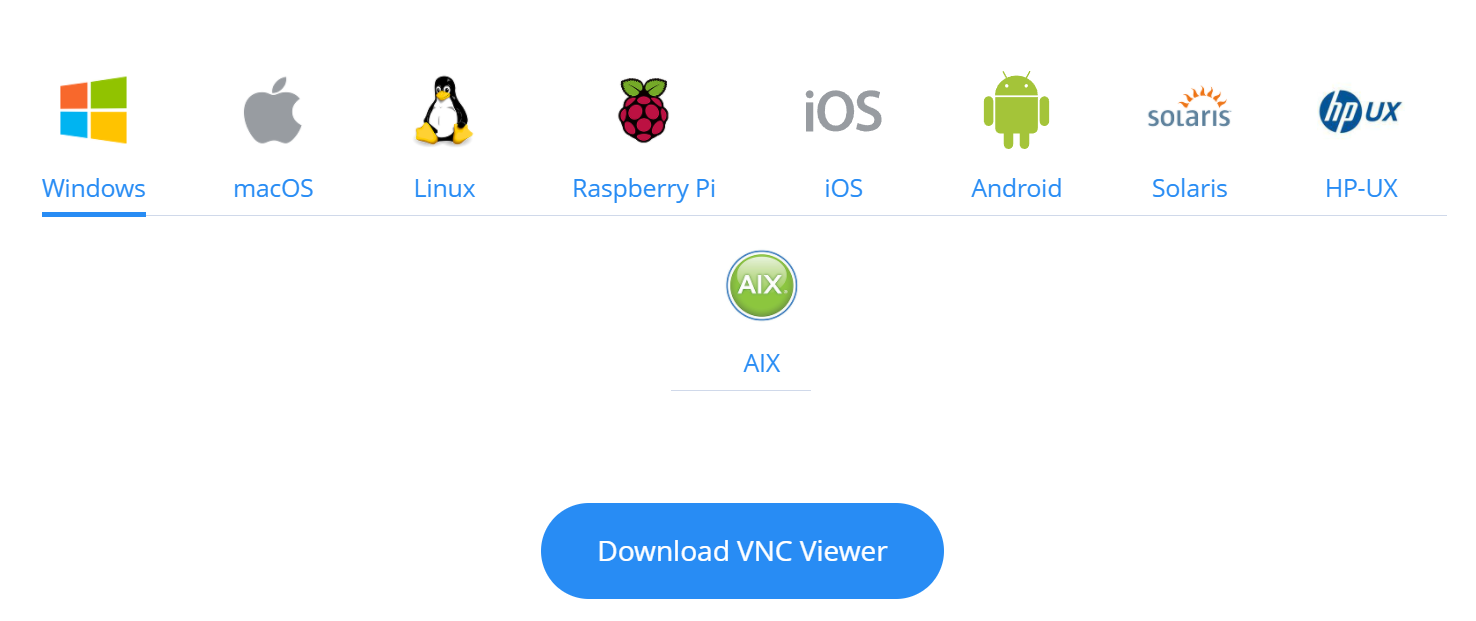 iOS
solaris
hp UX
Windows
macOS
Linux
Raspberry Pi
iOS
Android
Solaris
HP-UX
AIX
AIX
Download VNC Viewer